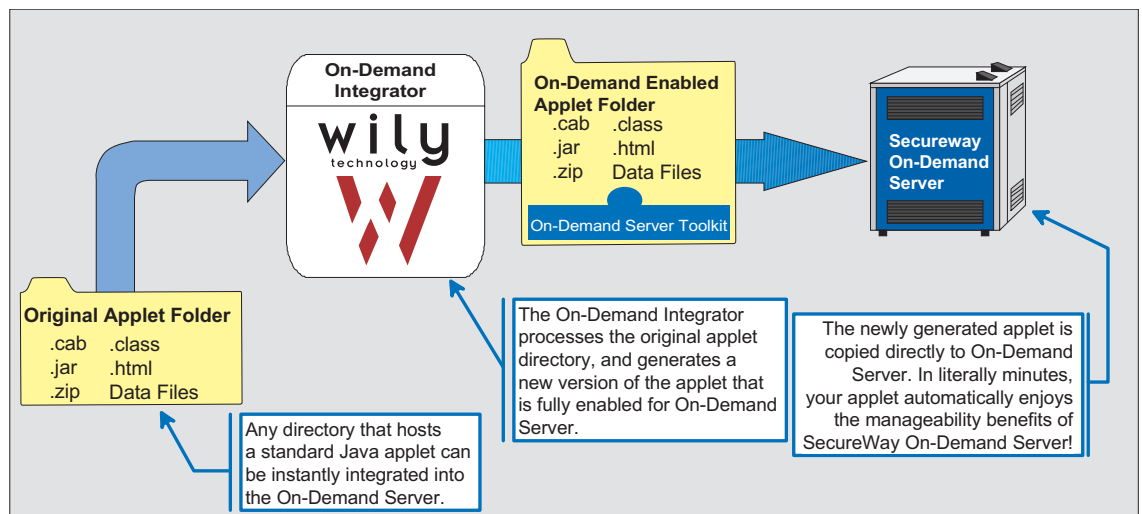 On-Demand
Integrator
wily
technology
Original Applet Folder
.cab .class
.jar .html
.zip Data Files
Any directory that hosts
a standard Java applet can
be instantly integrated into
the On-Demand Server.
The On-Demand Integrator
processes the original applet
directory, and generates a
new version of the applet that
is fully enabled for On-Demand
Server.
On-Demand Enabled
Applet Folder
.cab .class
.jar .html
.zip Data Files
On-Demand Server Toolkit
Secureway
On-Demand
Server
The newly generated applet is
copied directly to On-Demand
Server. In literally minutes,
your applet automatically enjoys
the manageability benefits of
SecureWay On-Demand Server!